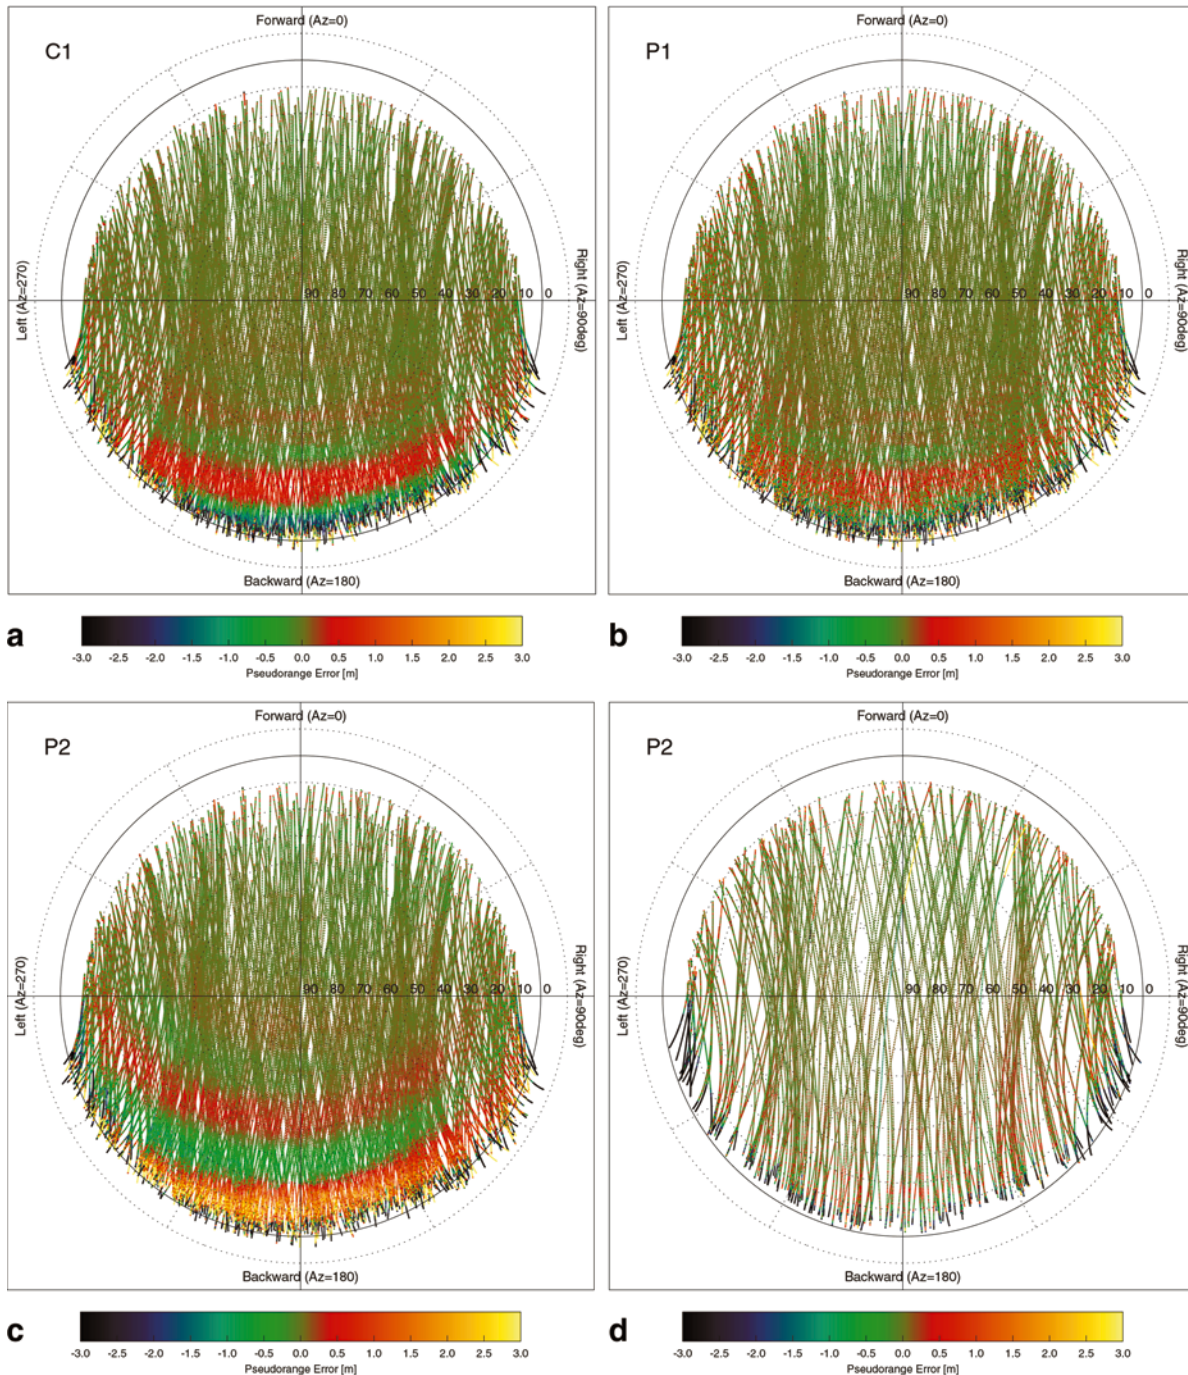 Forward (Az=0)
C1
Left (Az=270)
90 80 70 60 50 40 30 20 10 0
Right (Az=90deg)
Backward (Az=180)
a
-3.0 -2.5 -2.0 -1.5 -1.0 -0.5 0.0 0.5 1.0 1.5 2.0 2.5 3.0
Pseudorange Error [m]
Forward (Az=0)
P1
Left (Az=270)
90 80 70 60 50 40 30 20 10 0
Right (Az=90deg)
Backward (Az=180)
b
-3.0 -2.5 -2.0 -1.5 -1.0 -0.5 0.0 0.5 1.0 1.5 2.0 2.5 3.0
Pseudorange Error [m]
Forward (Az=0)
P2
Left (Az=270)
90 80 70 60 50 40 30 20 10 0
Right (Az=90deg)
Backward (Az=180)
c
-3.0 -2.5 -2.0 -1.5 -1.0 -0.5 0.0 0.5 1.0 1.5 2.0 2.5 3.0
Pseudorange Error [m]
Forward (Az=0)
P2
Left (Az=270)
90 80 70 60 50 40 30 20 10 0
Right (Az=90deg)
Backward (Az=180)
d
-3.0 -2.5 -2.0 -1.5 -1.0 -0.5 0.0 0.5 1.0 1.5 2.0 2.5 3.0
Pseudorange Error [m]